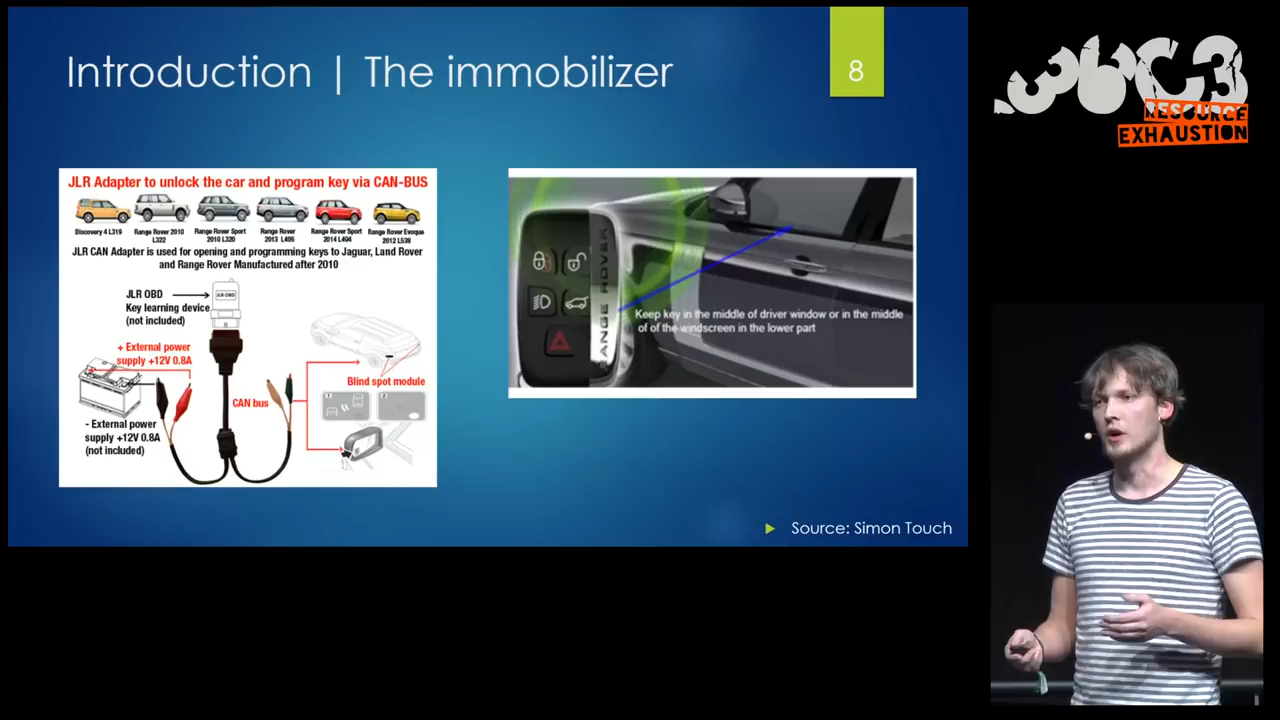 Introduction | The immobilizer
8
JLR Adapter to unlock the car and program key via CAN-BUS
Discovery 4 L319
Range Rover 2010
L322
Range Rover Sport
2010 L320
Range Rover
2013 L405
Range Rover Sport
2014 L494
Range Rover Evoque
2012 L538
JLR CAN Adapter is used for opening and programming keys to Jaguar, Land Rover
and Range Rover Manufactured after 2010
JLR OBD
Key learning device
(not included)
JLR OBD
+ External power
supply +12V 0.8A
CAN bus
Blind spot module
1
2
- External power
supply +12V 0.8A
(not included)
RANGE ROVER
Keep key in the middle of driver window or in the middle
of of the windscreen in the lower part
Source: Simon Touch
36C3
RESOURCE
EXHAUSTION